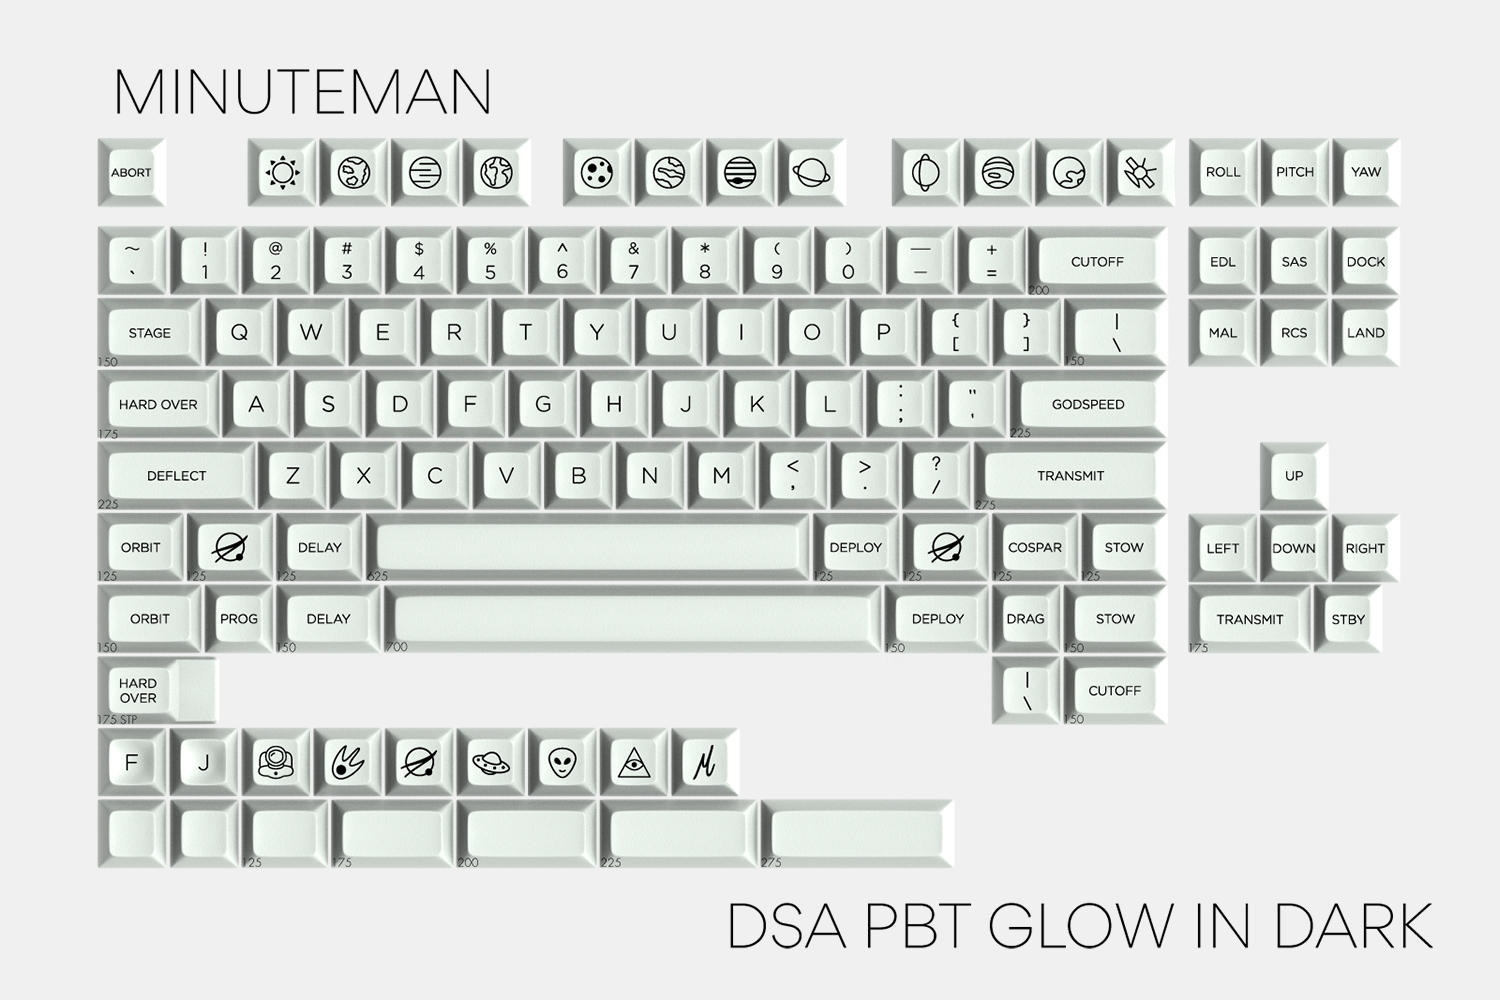 MINUTEMAN
ABORT ROLL PITCH YAW
~ ! @ # $ % ^ & * ( ) — +
` 1 2 3 4 5 6 7 8 9 0 – = CUTOFF EDL SAS DOCK
200
STAGE Q W E R T Y U I O P { [ } ] | \ MAL RCS LAND
150 150
HARD OVER A S D F G H J K L : ; " ' GODSPEED
175 225
DEFLECT Z X C V B N M < , > . ? / TRANSMIT UP
225 275
ORBIT DELAY DEPLOY COSPAR STOW LEFT DOWN RIGHT
125 125 125 625 125 125 125 125
ORBIT PROG DELAY DEPLOY DRAG STOW TRANSMIT STBY
150 150 700 150 150 175
HARD OVER | \ CUTOFF
175 STP 150
F J M
125 175 200 225 275
DSA PBT GLOW IN DARK